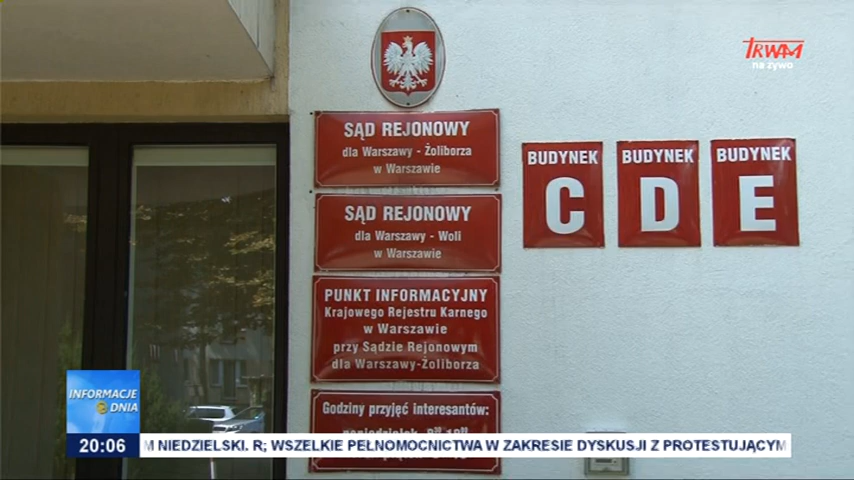 TRWAM
na żywo
SĄD REJONOWY
dla Warszawy - Żoliborza
w Warszawie
SĄD REJONOWY
dla Warszawy - Woli
w Warszawie
PUNKT INFORMACYJNY
Krajowego Rejestru Karnego
w Warszawie
przy Sądzie Rejonowym
dla Warszawy-Żoliborza
Godziny przyjęć interesantów:
BUDYNEK
C
BUDYNEK
D
BUDYNEK
E
INFORMACJE
DNIA
20:06
M NIEDZIELSKI. R; WSZELKIE PEŁNOMOCNICTWA W ZAKRESIE DYSKUSJI Z PROTESTUJĄCYM